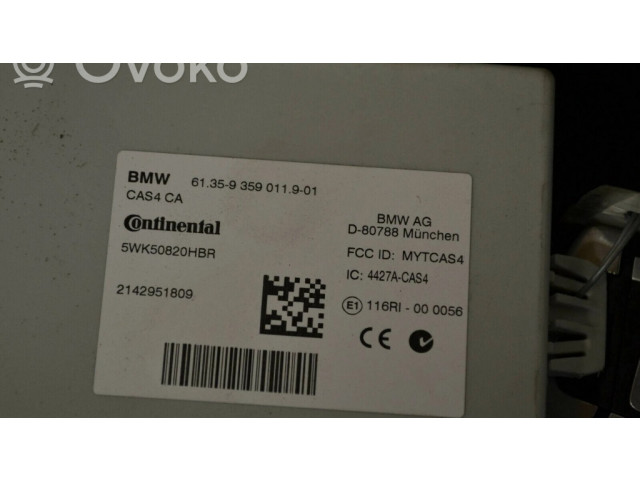 Ovoko
BMW 61.35-9 359 011.9-01
CAS4 CA
Continental
5WK50820HBR
2142951809
BMW AG
D-80788 München
FCC ID: MYTCAS4
IC: 4427A-CAS4
E1 116RI - 00 0056
CE